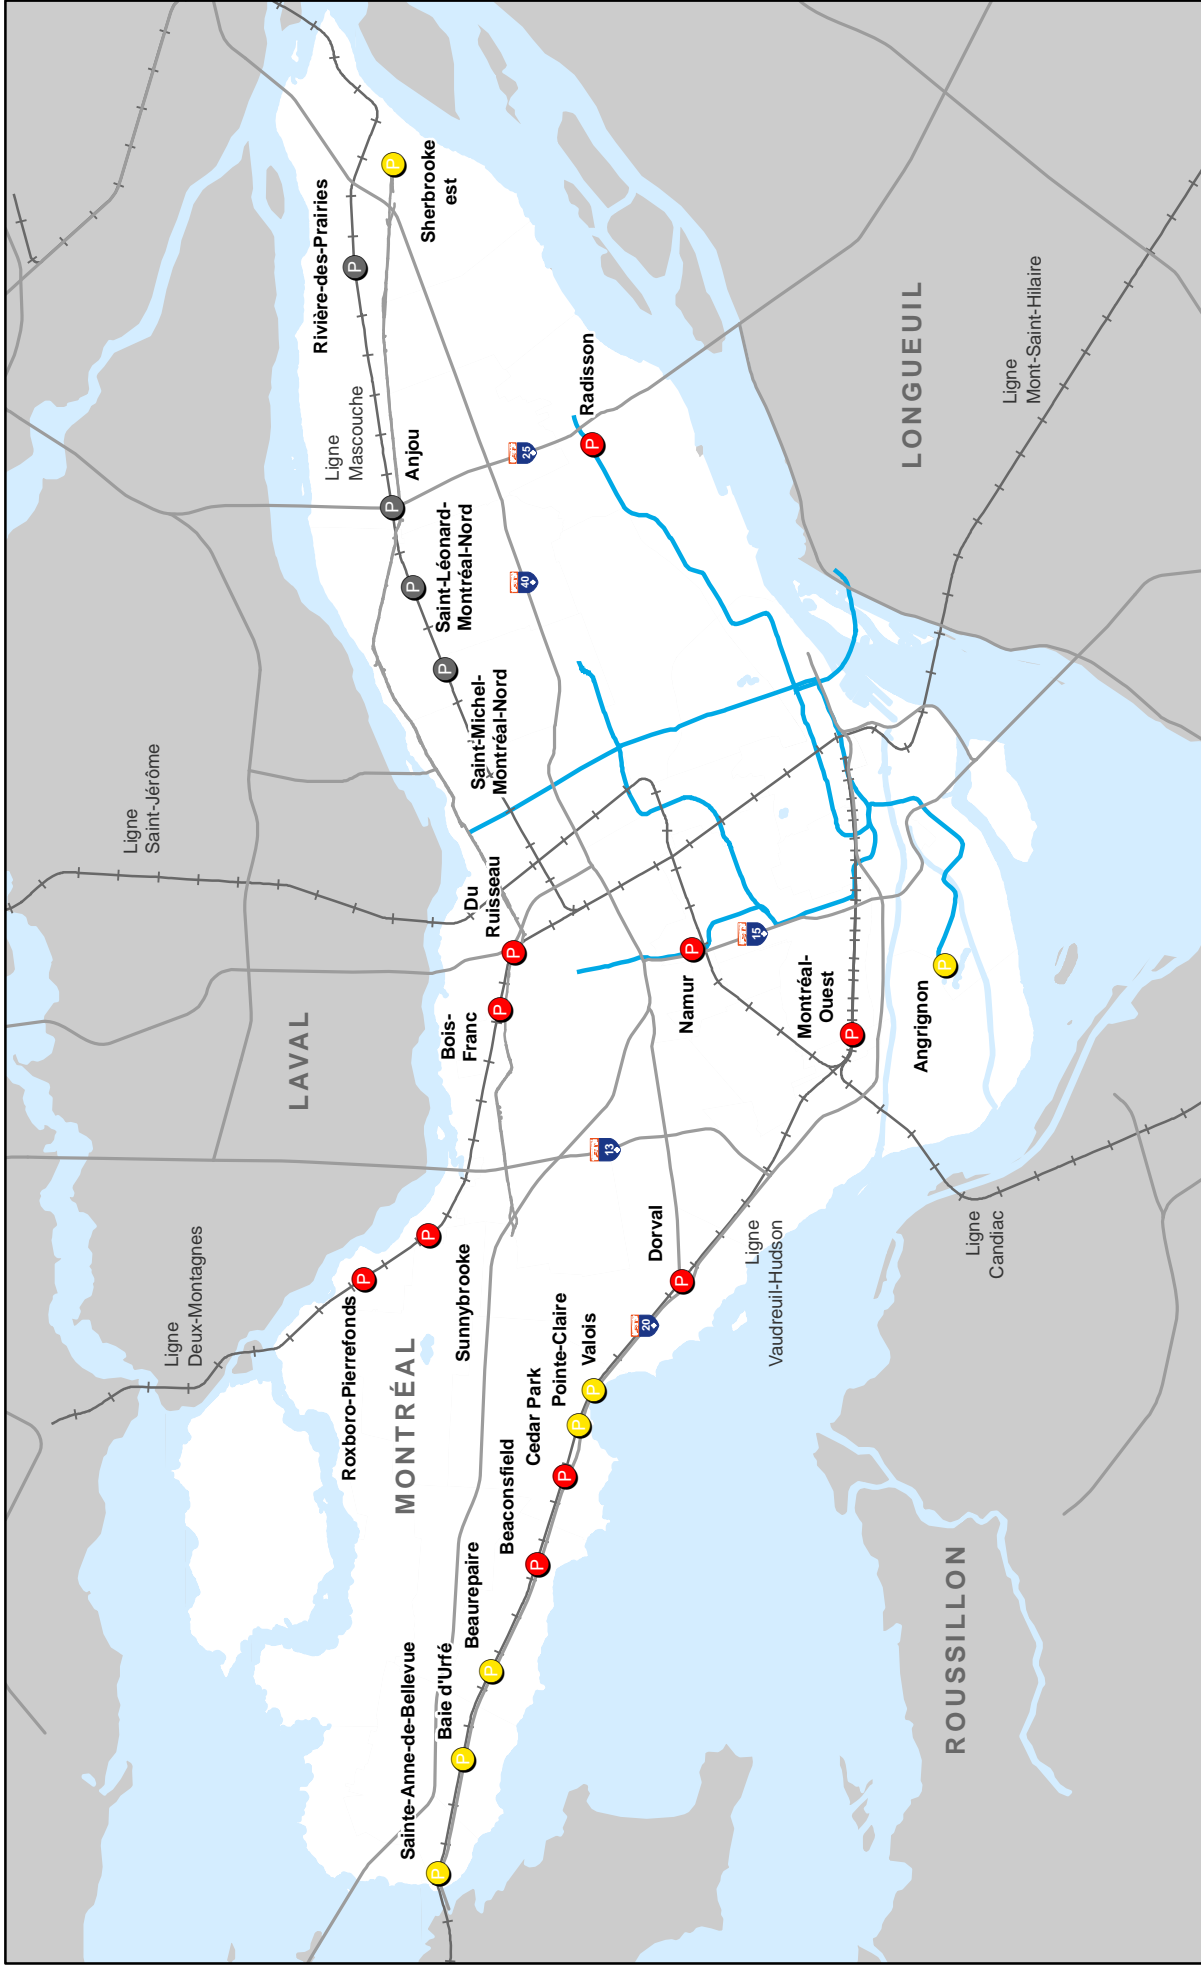 Ligne
Deux-Montagnes
Ligne
Saint-Jérôme
LAVAL
Roxboro-Pierrefonds
P
Sunnybrooke
P
MONTRÉAL
Bois-
Franc
P
Du
Ruisseau
P
Saint-Michel-
Montréal-Nord
P
Saint-Léonard-
Montréal-Nord
P
Ligne
Mascouche
Anjou
P
Rivière-des-Prairies
P
Sherbrooke
est
P
Sainte-Anne-de-Bellevue
P
Baie d'Urfé
P
Beaurepaire
P
Beaconsfield
P
Cedar Park
P
Pointe-Claire
P
Valois
P
20
Dorval
P
13
40
25
Radisson
P
Namur
P
15
Ligne
Vaudreuil-Hudson
Montréal-
Ouest
P
Angrignon
P
LONGUEUIL
Ligne
Mont-Saint-Hilaire
Ligne
Candiac
ROUSSILLON